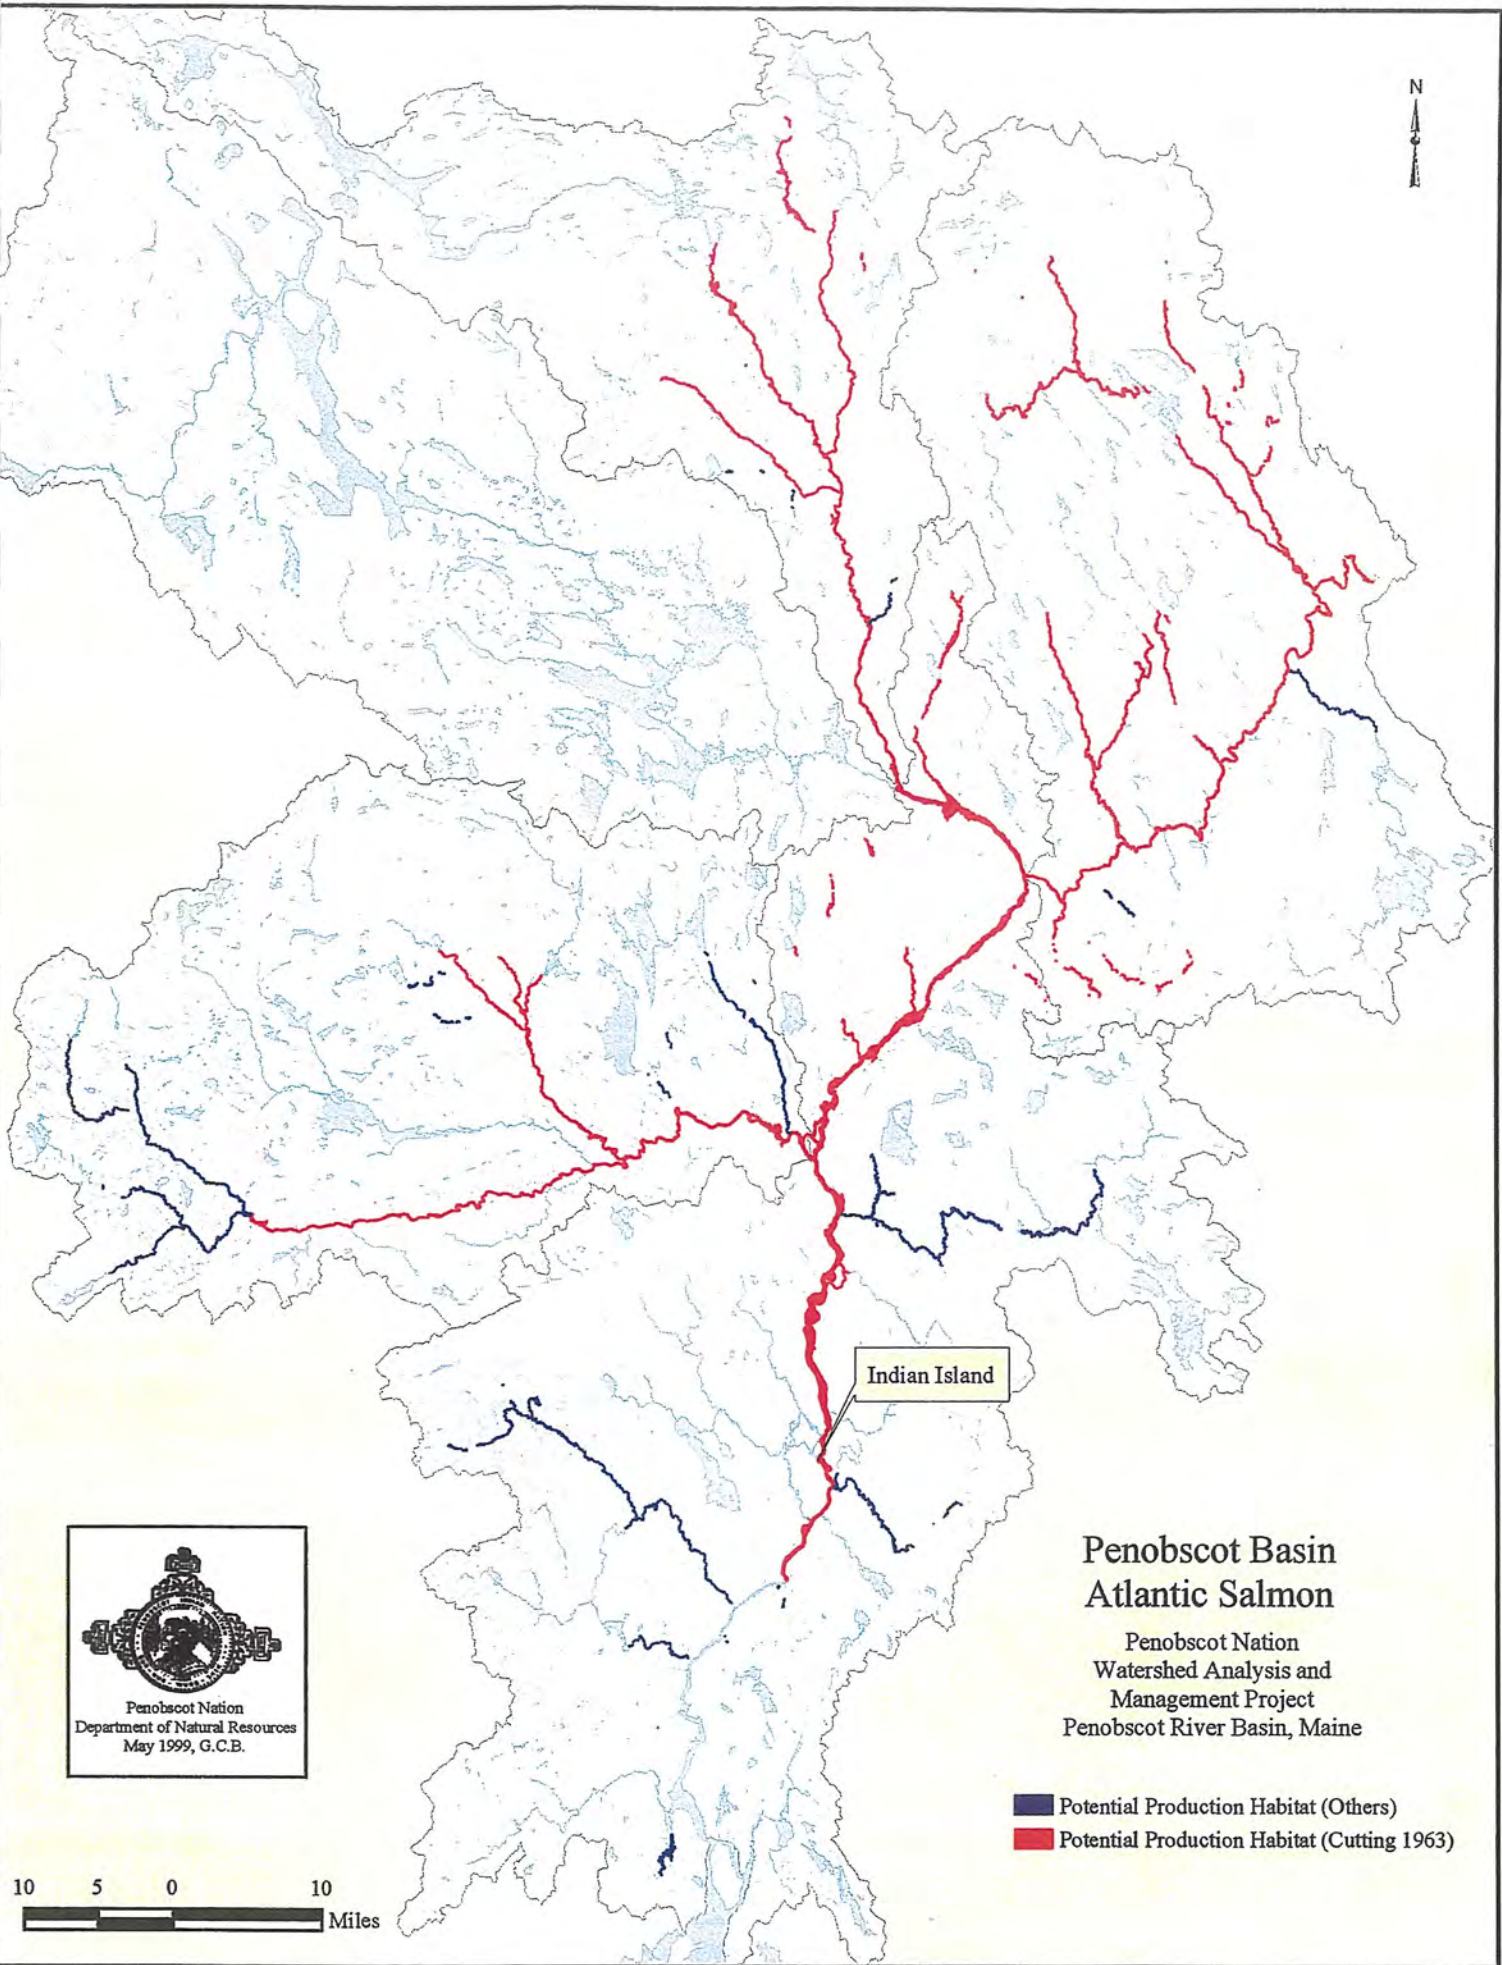 N
Indian Island
Penobscot Basin
Atlantic Salmon
Penobscot Nation
Watershed Analysis and
Management Project
Penobscot River Basin, Maine
Penobscot Nation
Department of Natural Resources
May 1999, G.C.B.
Potential Production Habitat (Others)
Potential Production Habitat (Cutting 1963)
10 5 0 10
Miles